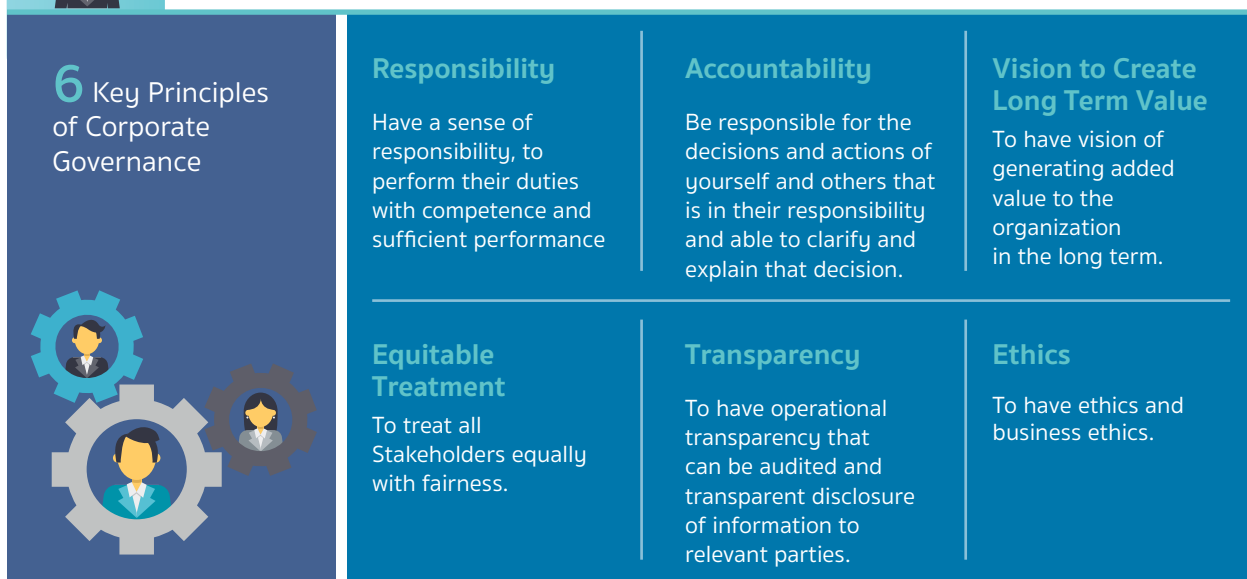 6 Key Principles
of Corporate
Governance
Responsibility
Have a sense of
responsibility, to
perform their duties
with competence and
sufficient performance
Accountability
Be responsible for the
decisions and actions of
yourself and others that
is in their responsibility
and able to clarify and
explain that decision.
Vision to Create
Long Term Value
To have vision of
generating added
value to the
organization
in the long term.
Equitable
Treatment
To treat all
Stakeholders equally
with fairness.
Transparency
To have operational
transparency that
can be audited and
transparent disclosure
of information to
relevant parties.
Ethics
To have ethics and
business ethics.